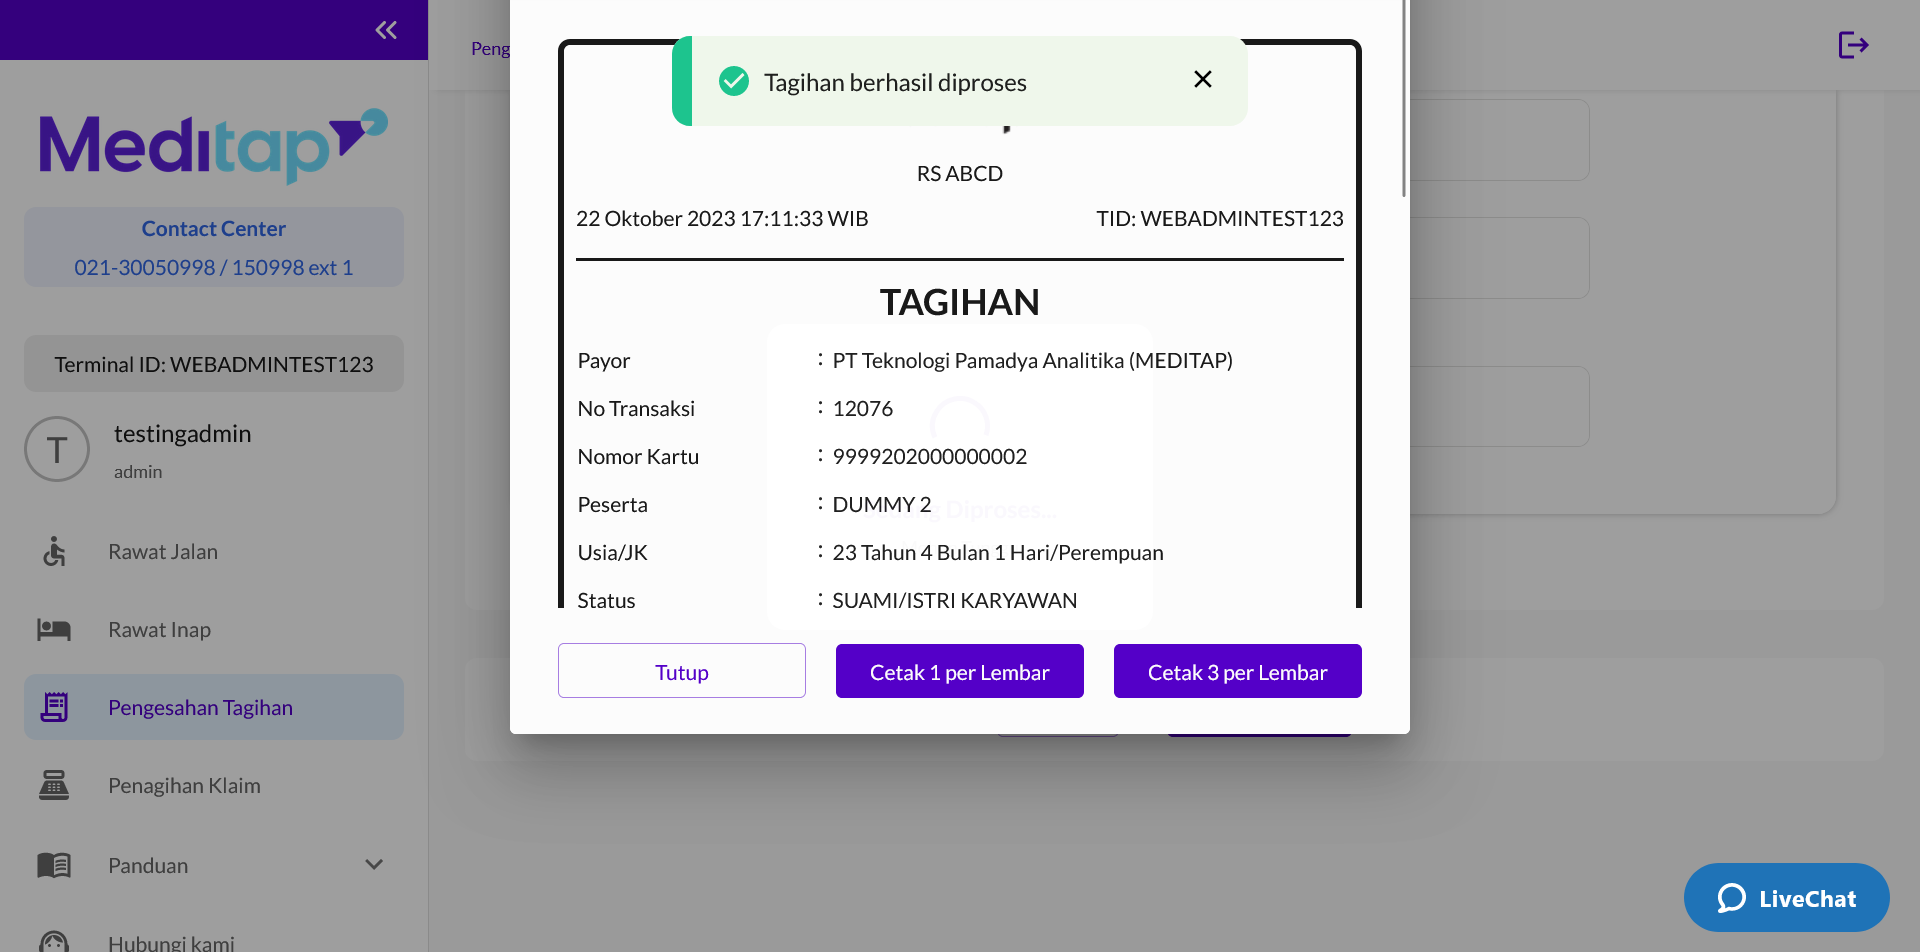 Meditap
Contact Center
021-30050998 / 150998 ext 1
Terminal ID: WEBADMINTEST123
T
testingadmin
admin
Rawat Jalan
Rawat Inap
Pengesahan Tagihan
Penagihan Klaim
Panduan
Hubungi kami
Peng
Tagihan berhasil diproses
RS ABCD
22 Oktober 2023 17:11:33 WIB TID: WEBADMINTEST123
TAGIHAN
Payor : PT Teknologi Pamadya Analitika (MEDITAP)
No Transaksi : 12076
Nomor Kartu : 9999202000000002
Peserta : DUMMY 2
Diproses...
Usia/JK : 23 Tahun 4 Bulan 1 Hari/Perempuan
Status : SUAMI/ISTRI KARYAWAN
Tutup Cetak 1 per Lembar Cetak 3 per Lembar
LiveChat